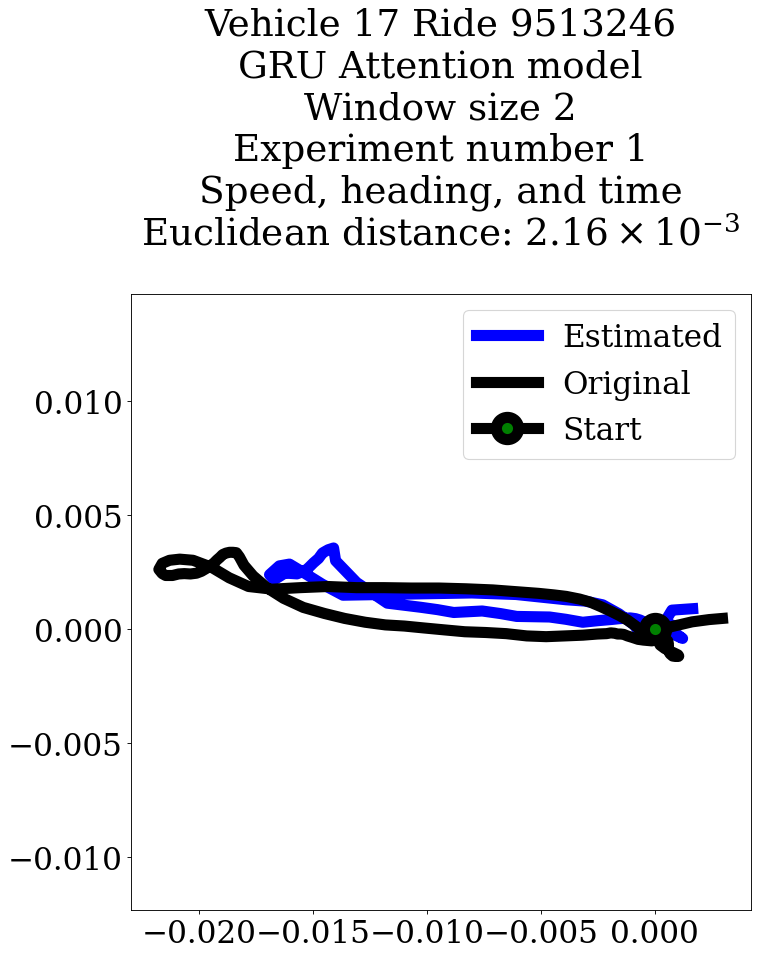 Vehicle 17 Ride 9513246
GRU Attention model
Window size 2
Experiment number 1
Speed, heading, and time
Euclidean distance: 2.16 × 10⁻³
Estimated
Original
Start
0.010
0.005
0.000
−0.005
−0.010
−0.020 −0.015 −0.010 −0.005 0.000